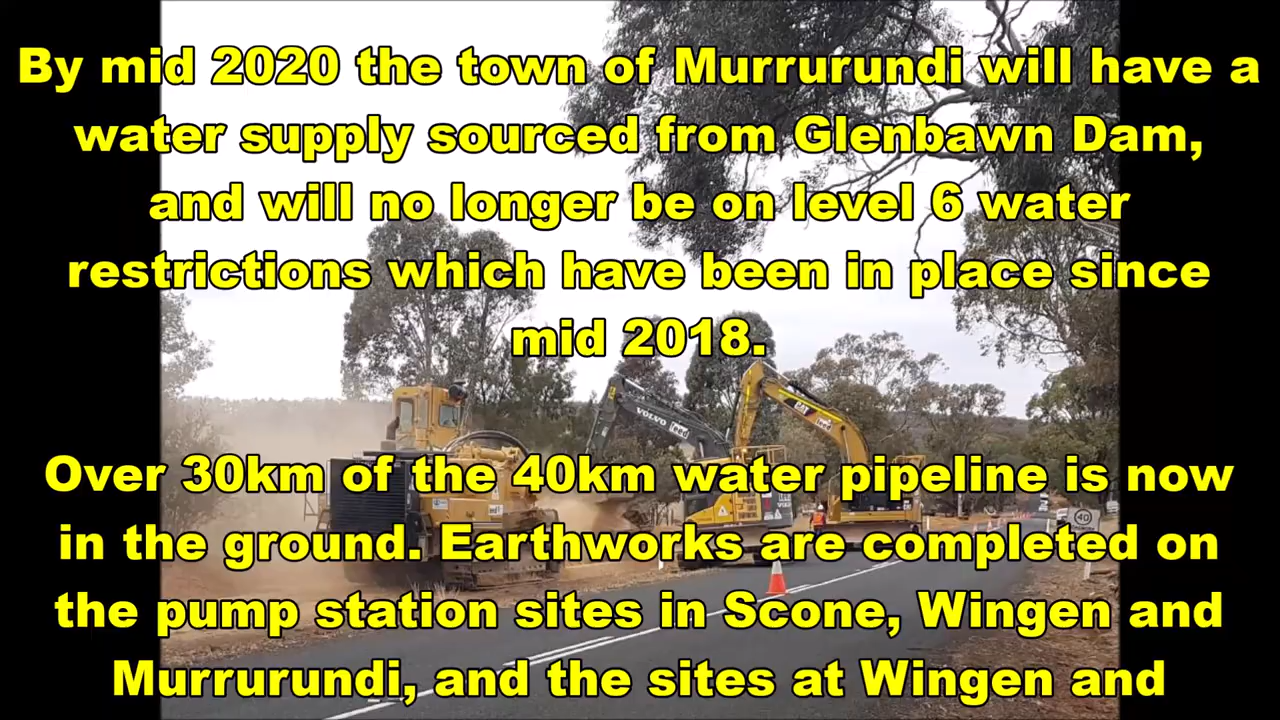 By mid 2020 the town of Murrurundi will have a
water supply sourced from Glenbawn Dam,
and will no longer be on level 6 water
restrictions which have been in place since
mid 2018.
Over 30km of the 40km water pipeline is now
in the ground. Earthworks are completed on
the pump station sites in Scone, Wingen and
Murrurundi, and the sites at Wingen and
VOLVO
CAT
40